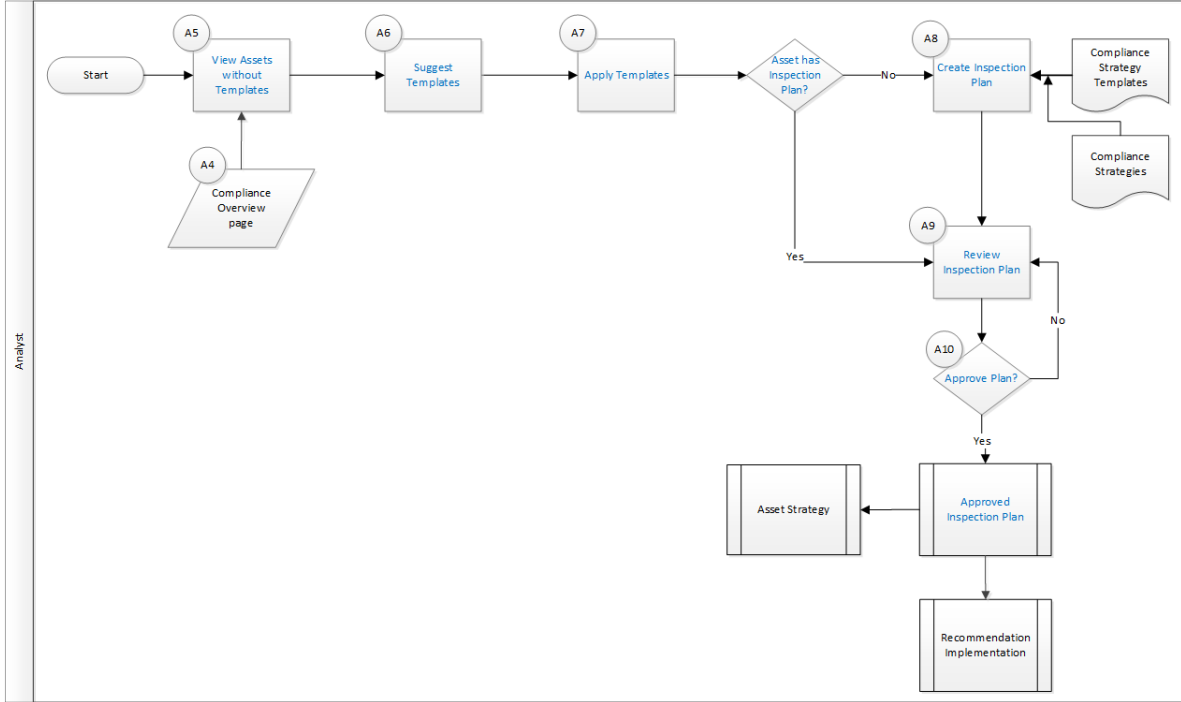 Analyst
Start
A5
View Assets
without
Templates
A6
Suggest
Templates
A7
Apply Templates
Asset has
Inspection
Plan?
No
A8
Create Inspection
Plan
Compliance
Strategy
Templates
A4
Compliance
Overview
page
Compliance
Strategies
Yes
A9
Review
Inspection Plan
No
A10
Approve Plan?
Yes
Asset Strategy
Approved
Inspection Plan
Recommendation
Implementation